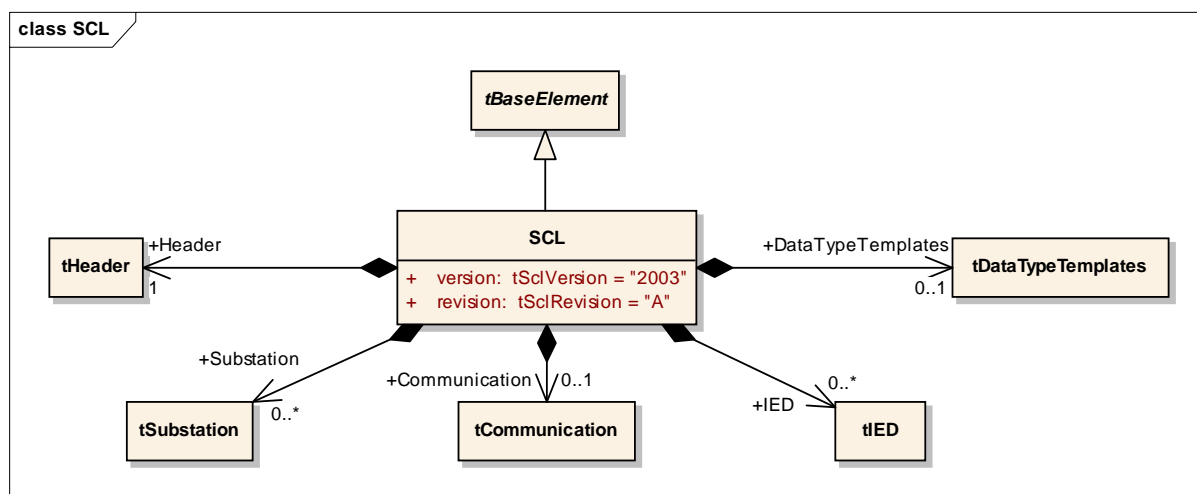 class SCL
tBaseElement
SCL
+ version: tSclVersion = "2003"
+ revision: tSclRevision = "A"
+Header
1
tHeader
+DataTypeTemplates
0..1
tDataTypeTemplates
+Substation
0..*
tSubstation
+Communication
0..1
tCommunication
0..*
+IED
tIED